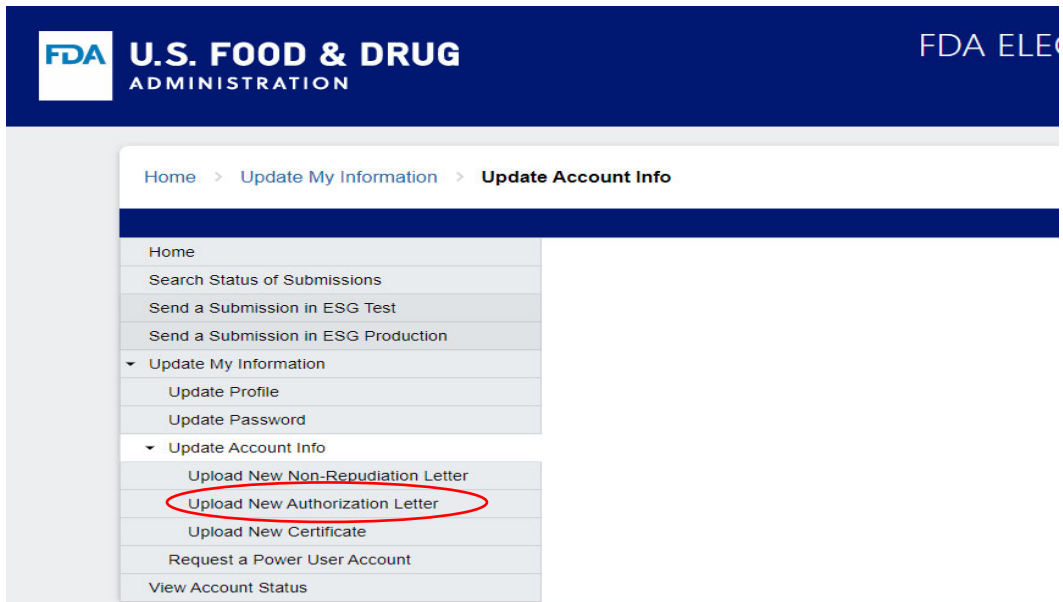 FDA U.S. FOOD & DRUG
ADMINISTRATION
FDA ELEC
Home > Update My Information > Update Account Info
Home
Search Status of Submissions
Send a Submission in ESG Test
Send a Submission in ESG Production
Update My Information
Update Profile
Update Password
Update Account Info
Upload New Non-Repudiation Letter
Upload New Authorization Letter
Upload New Certificate
Request a Power User Account
View Account Status